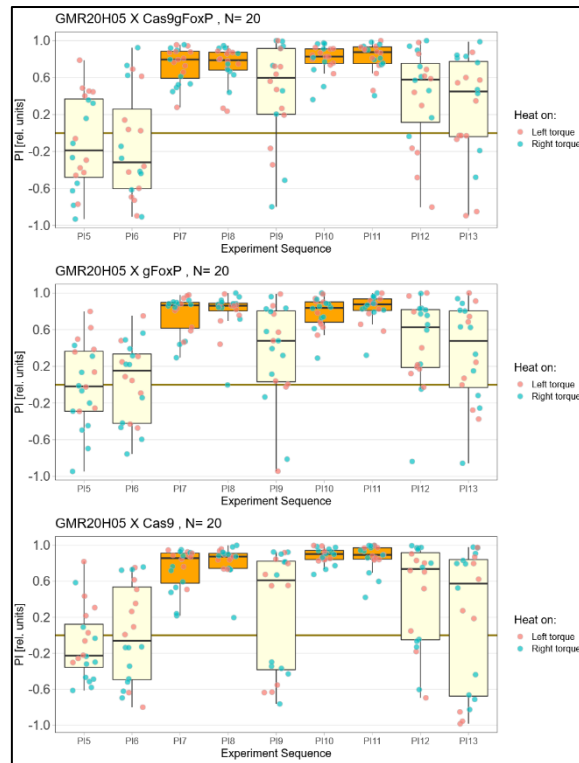 GMR20H05 X Cas9gFoxP , N= 20
PI [rel. units]
1.0
0.6
0.2
-0.2
-0.6
-1.0
PI5 PI6 PI7 PI8 PI9 PI10 PI11 PI12 PI13
Experiment Sequence
Heat on:
Left torque
Right torque
GMR20H05 X gFoxP , N= 20
PI [rel. units]
1.0
0.6
0.2
-0.2
-0.6
-1.0
PI5 PI6 PI7 PI8 PI9 PI10 PI11 PI12 PI13
Experiment Sequence
Heat on:
Left torque
Right torque
GMR20H05 X Cas9 , N= 20
PI [rel. units]
1.0
0.6
0.2
-0.2
-0.6
-1.0
PI5 PI6 PI7 PI8 PI9 PI10 PI11 PI12 PI13
Experiment Sequence
Heat on:
Left torque
Right torque